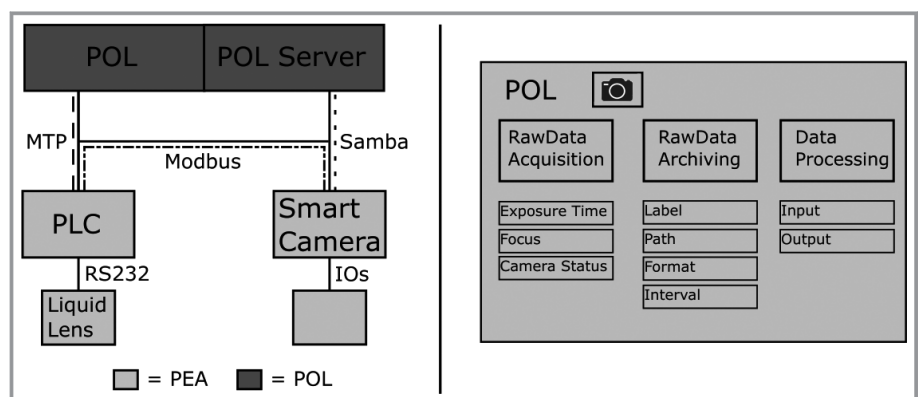 POL
POL Server
MTP
Samba
Modbus
PLC
Smart
Camera
RS232
IOs
Liquid
Lens
= PEA
= POL
POL
RawData
Acquisition
RawData
Archiving
Data
Processing
Exposure Time
Label
Input
Focus
Path
Output
Camera Status
Format
Interval